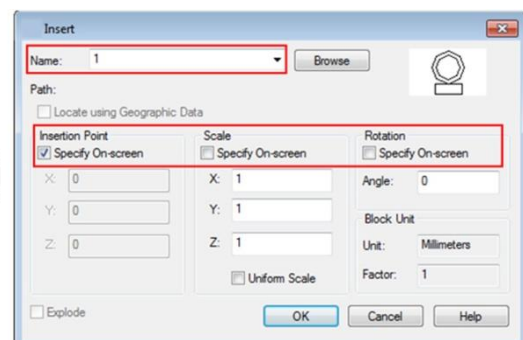 Insert
Name: 1 Browse
Path:
Locate using Geographic Data
Insertion Point Scale Rotation
Specify On-screen Specify On-screen Specify On-screen
X: 0 X: 1 Angle: 0
Y: 0 Y: 1 Block Unit
Z: 0 Z: 1 Unit: Millimeters
Uniform Scale Factor: 1
Explode OK Cancel Help